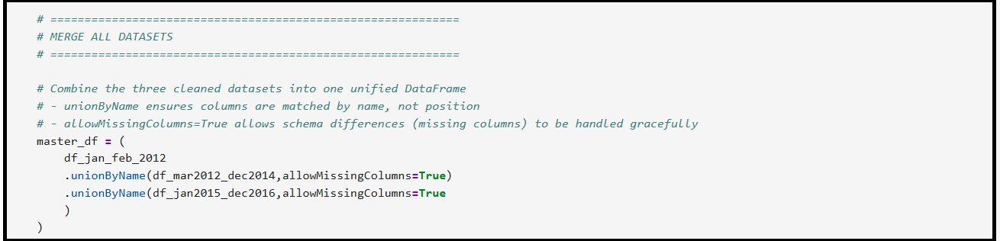 # ============================================================
# MERGE ALL DATASETS
# ============================================================
# Combine the three cleaned datasets into one unified DataFrame
# - unionByName ensures columns are matched by name, not position
# - allowMissingColumns=True allows schema differences (missing columns) to be handled gracefully
master_df = (
    df_jan_feb_2012
    .unionByName(df_mar2012_dec2014,allowMissingColumns=True)
    .unionByName(df_jan2015_dec2016,allowMissingColumns=True
    )
)